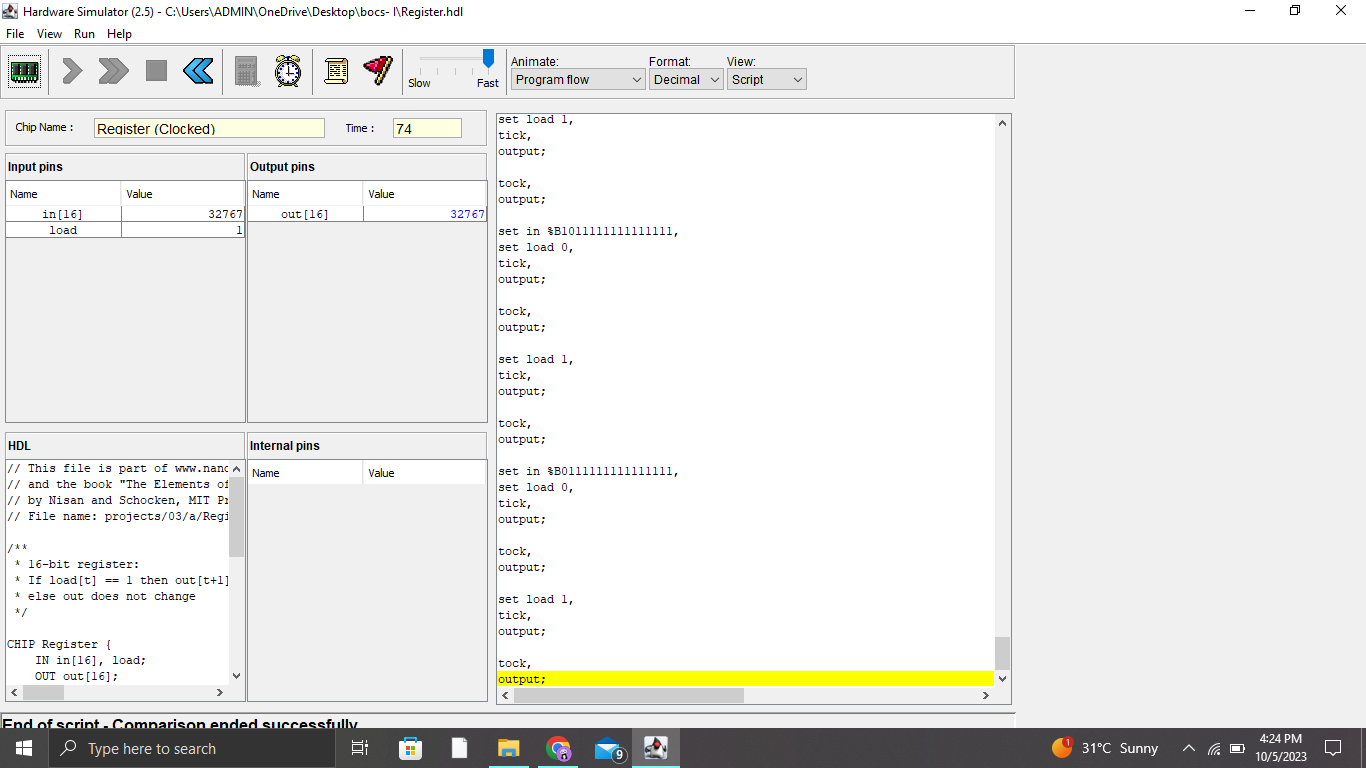 Hardware Simulator (2.5) - C:\Users\ADMIN\OneDrive\Desktop\bocs- I\Register.hdl
File View Run Help
Slow Fast
Animate: Format: View:
Program flow Decimal Script
Chip Name : Register (Clocked) Time : 74
Input pins
Name Value
in[16] 32767
load 1
Output pins
Name Value
out[16] 32767
HDL
// This file is part of www.nand
// and the book "The Elements of
// by Nisan and Schocken, MIT Pr
// File name: projects/03/a/Regi
/**
* 16-bit register:
* If load[t] == 1 then out[t+1]
* else out does not change
*/
CHIP Register {
IN in[16], load;
OUT out[16];
Internal pins
Name Value
set load 1,
tick,
output;
tock,
output;
set in %B1011111111111111,
set load 0,
tick,
output;
tock,
output;
set load 1,
tick,
output;
tock,
output;
set in %B0111111111111111,
set load 0,
tick,
output;
tock,
output;
set load 1,
tick,
output;
tock,
output;
End of script - Comparison ended successfully
Type here to search
9
1
31°C Sunny
4:24 PM
10/5/2023